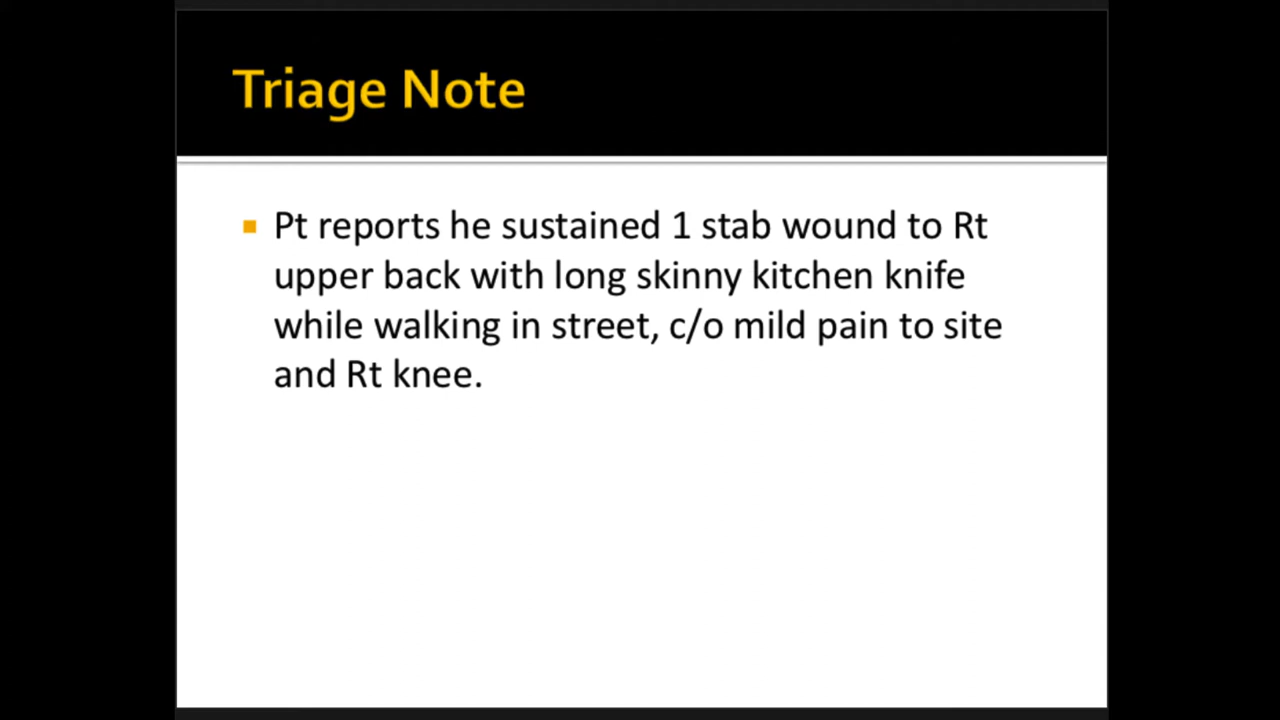 Triage Note
Pt reports he sustained 1 stab wound to Rt
upper back with long skinny kitchen knife
while walking in street, c/o mild pain to site
and Rt knee.